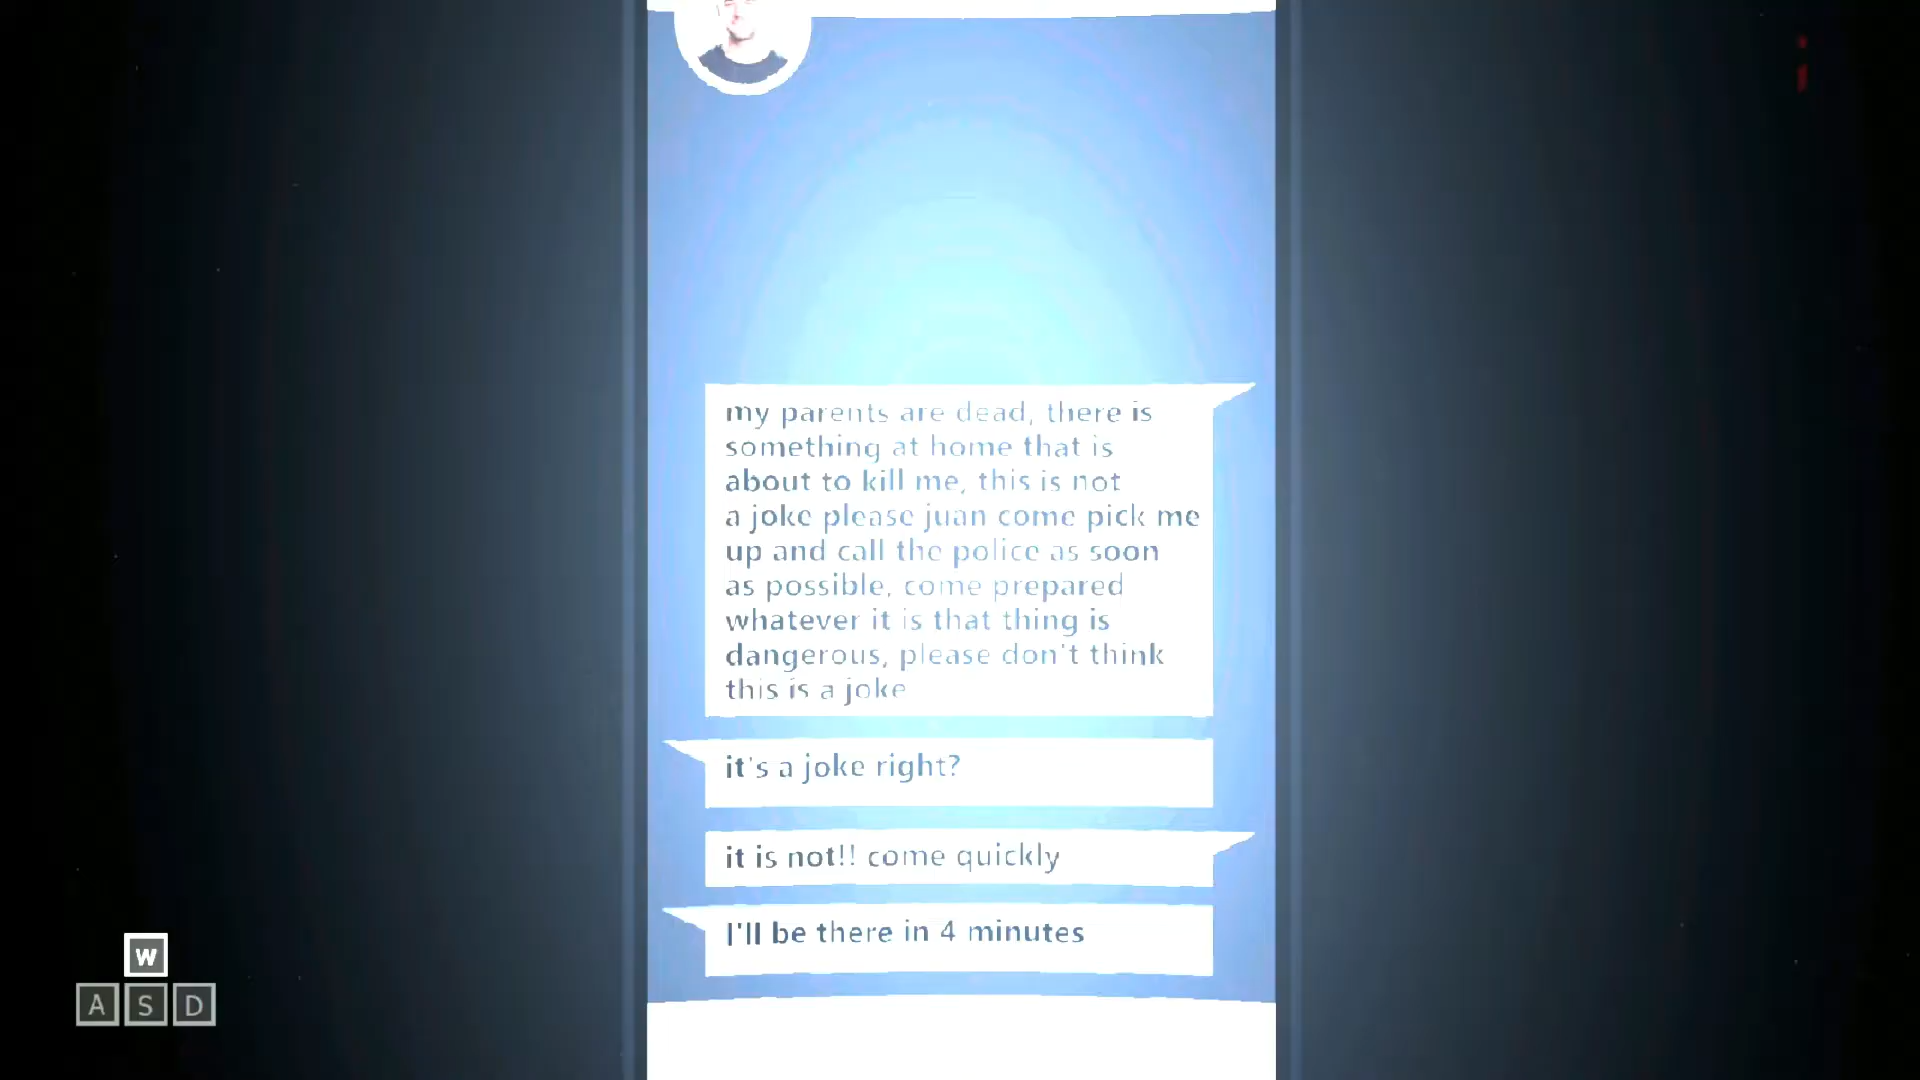 my parents are dead, there is
something at home that is
about to kill me, this is not
a joke please juan come pick me
up and call the police as soon
as possible, come prepared
whatever it is that thing is
dangerous, please don't think
this is a joke
it's a joke right?
it is not!! come quickly
I'll be there in 4 minutes
W
A S D